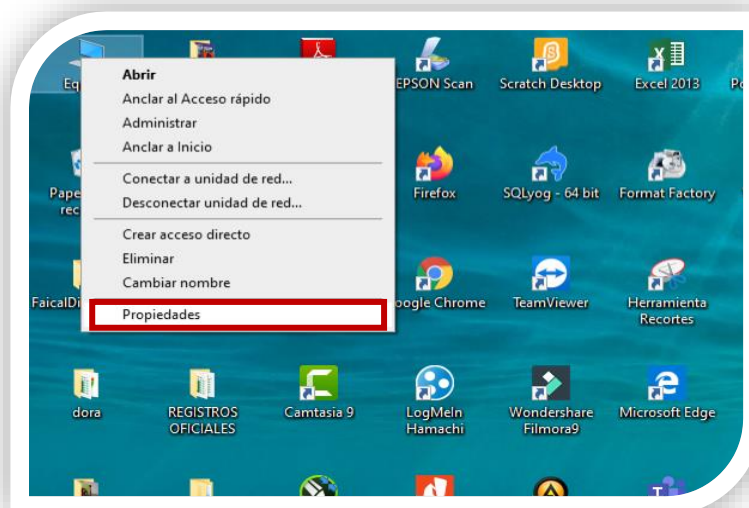 Abrir
Anclar al Acceso rápido
Administrar
Anclar a Inicio
Conectar a unidad de red...
Desconectar unidad de red...
Crear acceso directo
Eliminar
Cambiar nombre
Propiedades
EPSON Scan
Scratch Desktop
Excel 2013
Firefox
SQLyog - 64 bit
Format Factory
oogle Chrome
TeamViewer
Herramienta
Recortes
dora
REGISTROS
OFICIALES
Camtasia 9
LogMeIn
Hamachi
Wondershare
Filmora9
Microsoft Edge